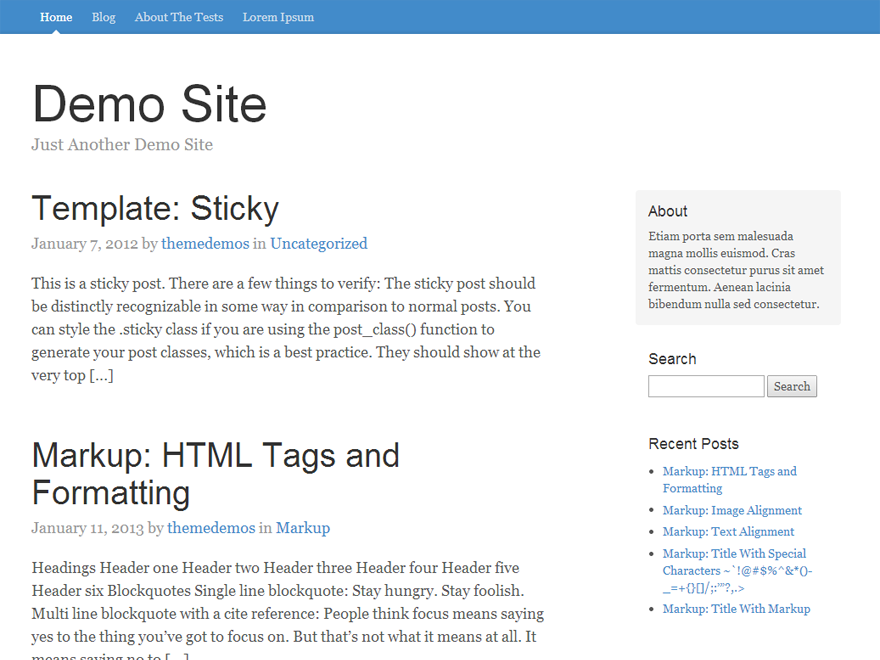 Home Blog About The Tests Lorem Ipsum
Demo Site
Just Another Demo Site
Template: Sticky
January 7, 2012 by themedemos in Uncategorized
This is a sticky post. There are a few things to verify: The sticky post should
be distinctly recognizable in some way in comparison to normal posts. You
can style the .sticky class if you are using the post_class() function to
generate your post classes, which is a best practice. They should show at the
very top [...]
Markup: HTML Tags and
Formatting
January 11, 2013 by themedemos in Markup
Headings Header one Header two Header three Header four Header five
Header six Blockquotes Single line blockquote: Stay hungry. Stay foolish.
Multi line blockquote with a cite reference: People think focus means saying
yes to the thing you’ve got to focus on. But that’s not what it means at all. It
means saying no to [...]
About
Etiam porta sem malesuada
magna mollis euismod. Cras
mattis consectetur purus sit amet
fermentum. Aenean lacinia
bibendum nulla sed consectetur.
Search
Search
Recent Posts
Markup: HTML Tags and
Formatting
Markup: Image Alignment
Markup: Text Alignment
Markup: Title With Special
Characters ~`!@#$%^&*()-
_=+{}[]/;:’”?,.>
Markup: Title With Markup